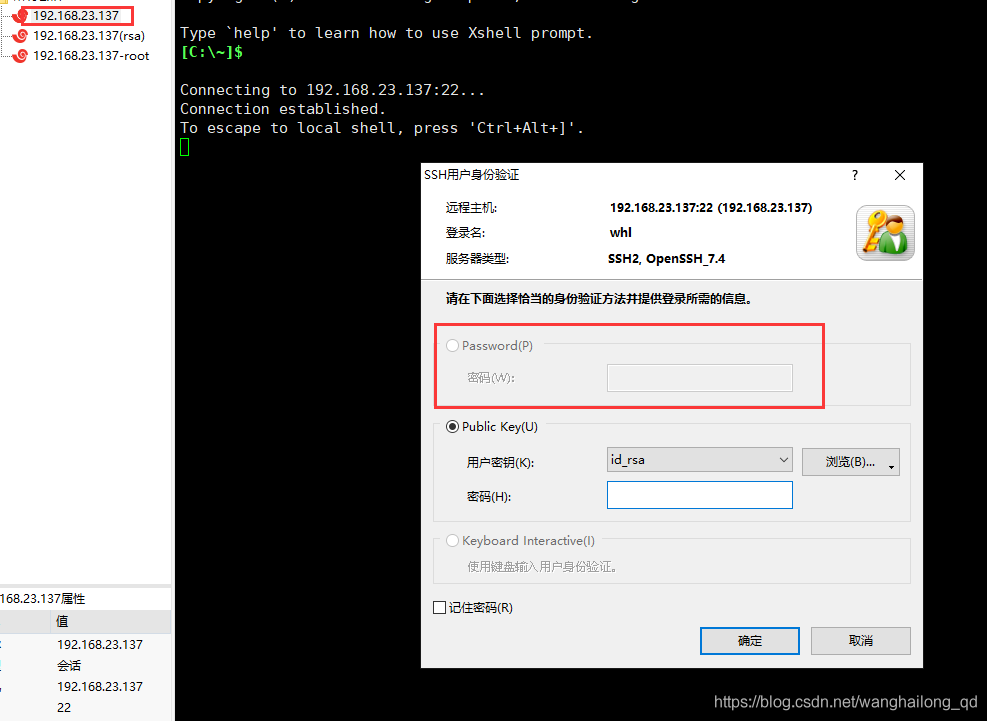 192.168.23.137
192.168.23.137(rsa)
192.168.23.137-root
Type `help' to learn how to use Xshell prompt.
[C:\~]$
Connecting to 192.168.23.137:22...
Connection established.
To escape to local shell, press 'Ctrl+Alt+]'.
SSH用户身份验证
?
远程主机:
192.168.23.137:22 (192.168.23.137)
登录名:
whl
服务器类型:
SSH2, OpenSSH_7.4
请在下面选择恰当的身份验证方法并提供登录所需的信息。
Password(P)
密码(W):
Public Key(U)
用户密钥(K):
id_rsa
浏览(B)...
密码(H):
Keyboard Interactive(I)
使用键盘输入用户身份验证。
记住密码(R)
确定
取消
168.23.137属性
值
192.168.23.137
会话
192.168.23.137
22
https://blog.csdn.net/wanghailong_qd